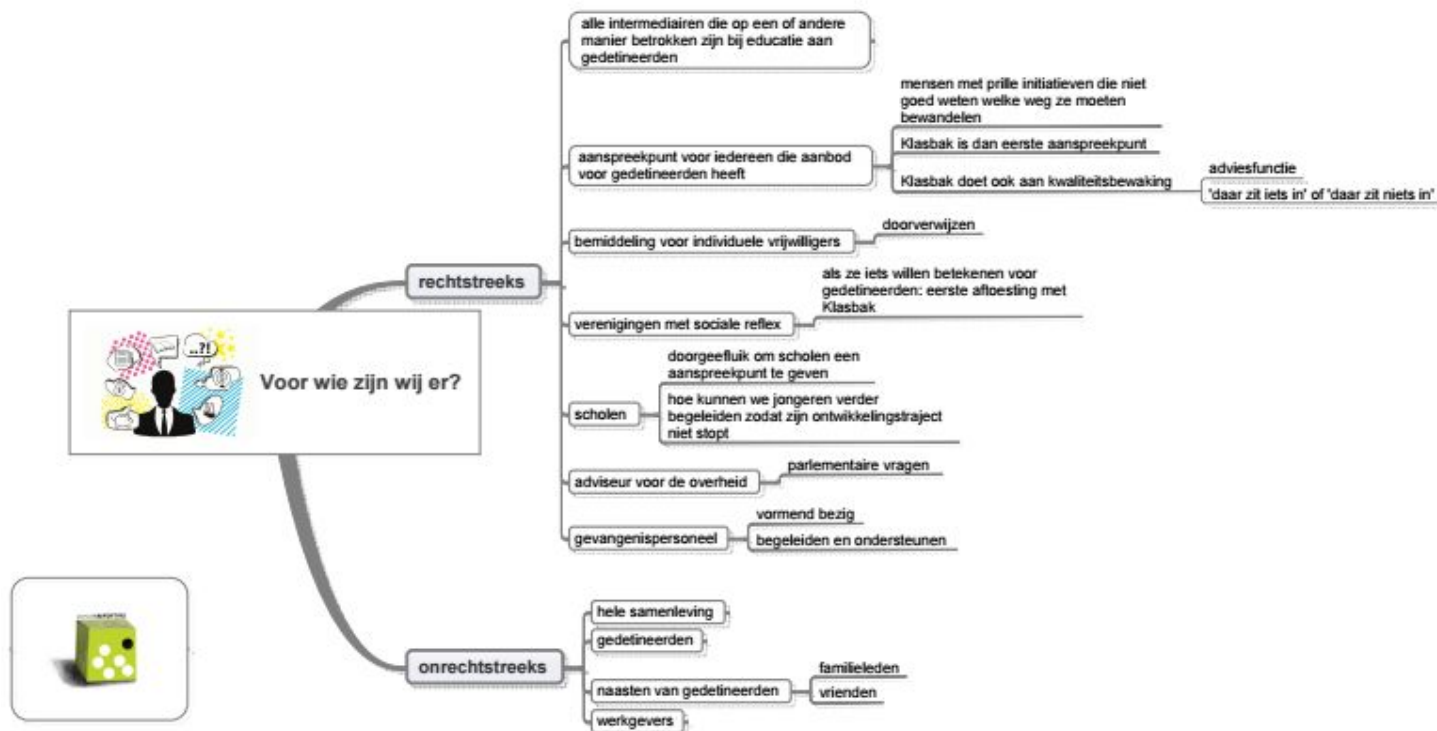 Voor wie zijn wij er?
..?!
rechtstreeks
alle intermediairen die op een of andere
manier betrokken zijn bij educatie aan
gedetineerden
aanspreekpunt voor iedereen die aanbod
voor gedetineerden heeft
mensen met prille initiatieven die niet
goed weten welke weg ze moeten
bewandelen
Klasbak is dan eerste aanspreekpunt
Klasbak doet ook aan kwaliteitsbewaking
adviesfunctie
'daar zit iets in' of 'daar zit niets in'
bemiddeling voor individuele vrijwilligers
doorverwijzen
verenigingen met sociale reflex
als ze iets willen betekenen voor
gedetineerden: eerste aftoesting met
Klasbak
scholen
doorgeefluik om scholen een
aanspreekpunt te geven
hoe kunnen we jongeren verder
begeleiden zodat zijn ontwikkelingstraject
niet stopt
adviseur voor de overheid
parlementaire vragen
gevangenispersoneel
vormend bezig
begeleiden en ondersteunen
onrechtstreeks
hele samenleving
gedetineerden
naasten van gedetineerden
familieleden
vrienden
werkgevers